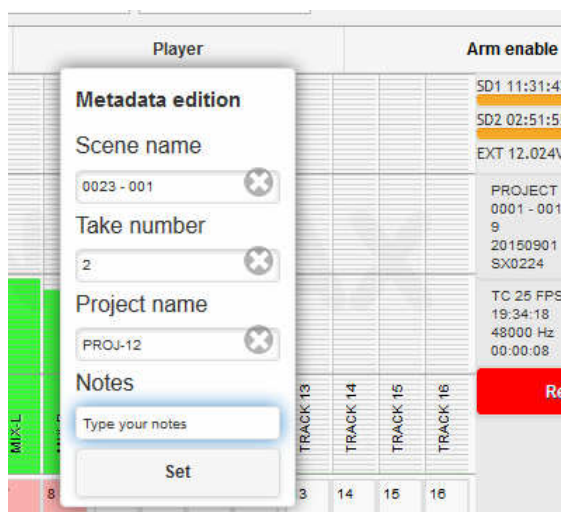 Player
Arm enable
Metadata edition
Scene name
0023 - 001
Take number
2
Project name
PROJ-12
Notes
Type your notes
Set
SD1 11:31:4
SD2 02:51:5
EXT 12.024V
PROJECT
0001 - 001
9
20150901
SX0224
TC 25 FPS
19:34:18
48000 Hz
00:00:08
Re
MIX-L
TRACK 13
TRACK 14
TRACK 15
TRACK 16
8
3
14
15
16